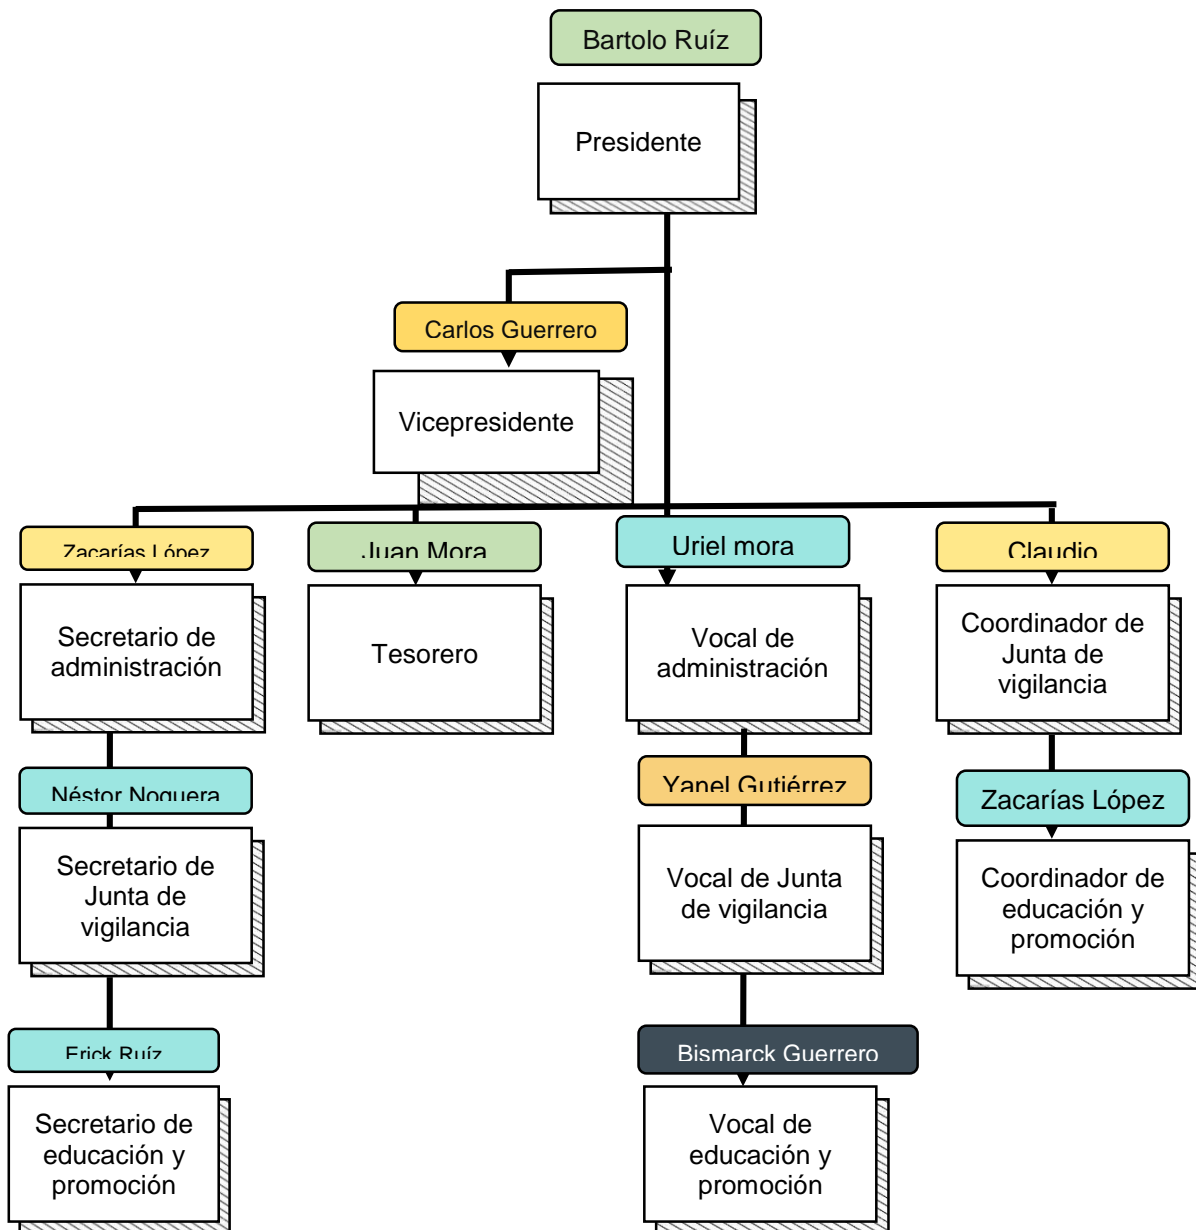 Bartolo Ruíz
Presidente
Carlos Guerrero
Vicepresidente
Zacarías López
Juan Mora
Uriel mora
Claudio
Secretario de
administración
Tesorero
Vocal de
administración
Coordinador de
Junta de
vigilancia
Néstor Noguera
Yanel Gutiérrez
Zacarías López
Secretario de
Junta de
vigilancia
Vocal de Junta
de vigilancia
Coordinador de
educación y
promoción
Erick Ruíz
Bismarck Guerrero
Secretario de
educación y
promoción
Vocal de
educación y
promoción